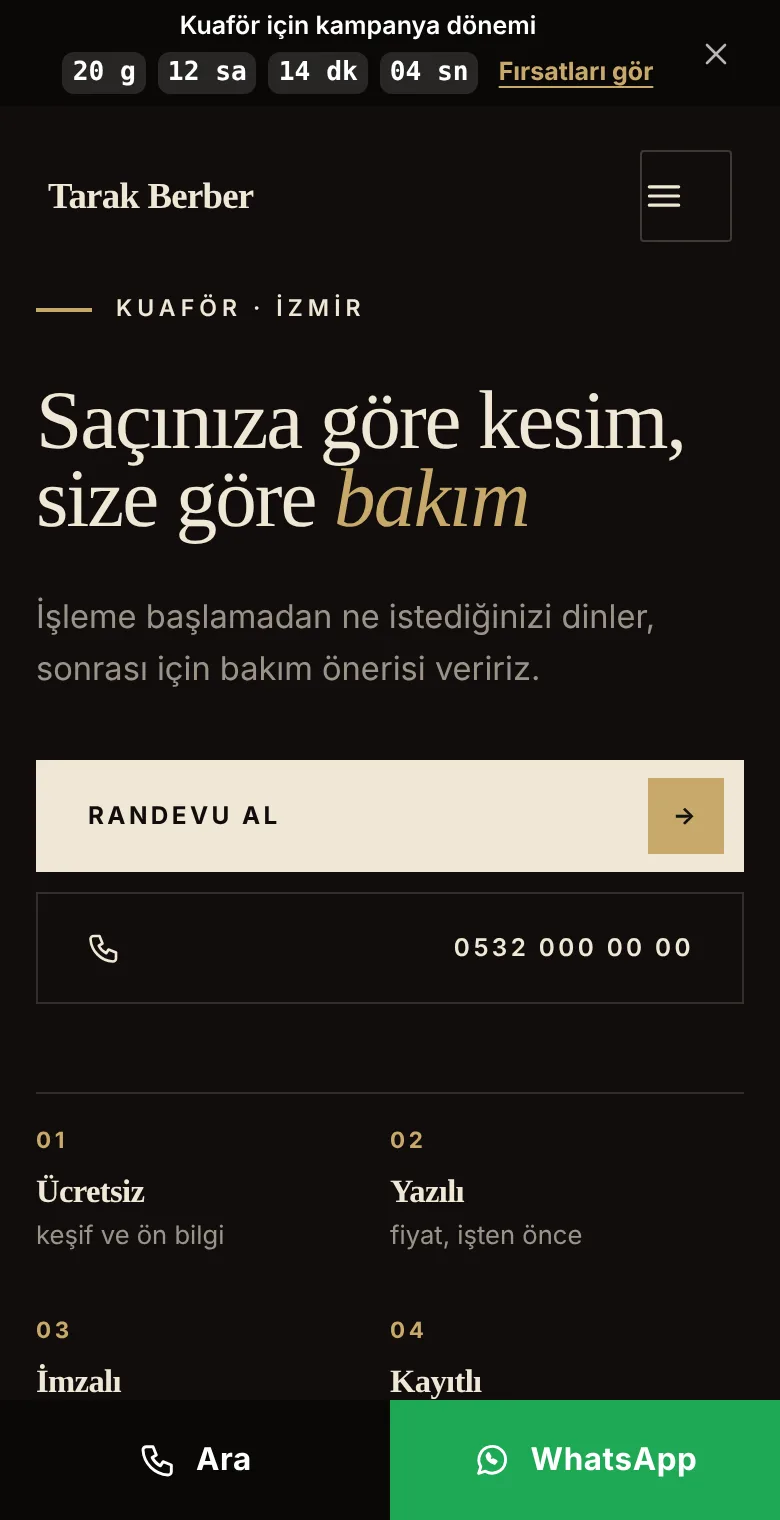 Kuaför için kampanya dönemi
20 g 12 sa 14 dk 04 sn Fırsatları gör
Tarak Berber
KUAFÖR · İZMİR
Saçınıza göre kesim,
size göre bakım
İşleme başlamadan ne istediğinizi dinler,
sonrası için bakım önerisi veririz.
RANDEVU AL
0532 000 00 00
01
Ücretsiz
keşif ve ön bilgi
02
Yazılı
fiyat, işten önce
03
İmzalı
04
Kayıtlı
Ara
WhatsApp